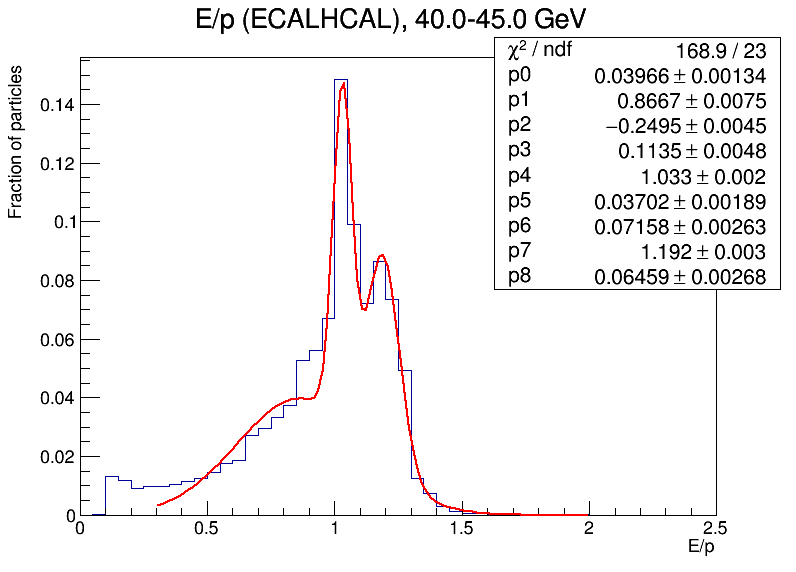 E/p (ECALHCAL), 40.0-45.0 GeV
χ² / ndf 168.9 / 23
p0 0.03966 ± 0.00134
p1 0.8667 ± 0.0075
p2 −0.2495 ± 0.0045
p3 0.1135 ± 0.0048
p4 1.033 ± 0.002
p5 0.03702 ± 0.00189
p6 0.07158 ± 0.00263
p7 1.192 ± 0.003
p8 0.06459 ± 0.00268
Fraction of particles
0.14
0.12
0.1
0.08
0.06
0.04
0.02
0
0 0.5 1 1.5 2 2.5
E/p